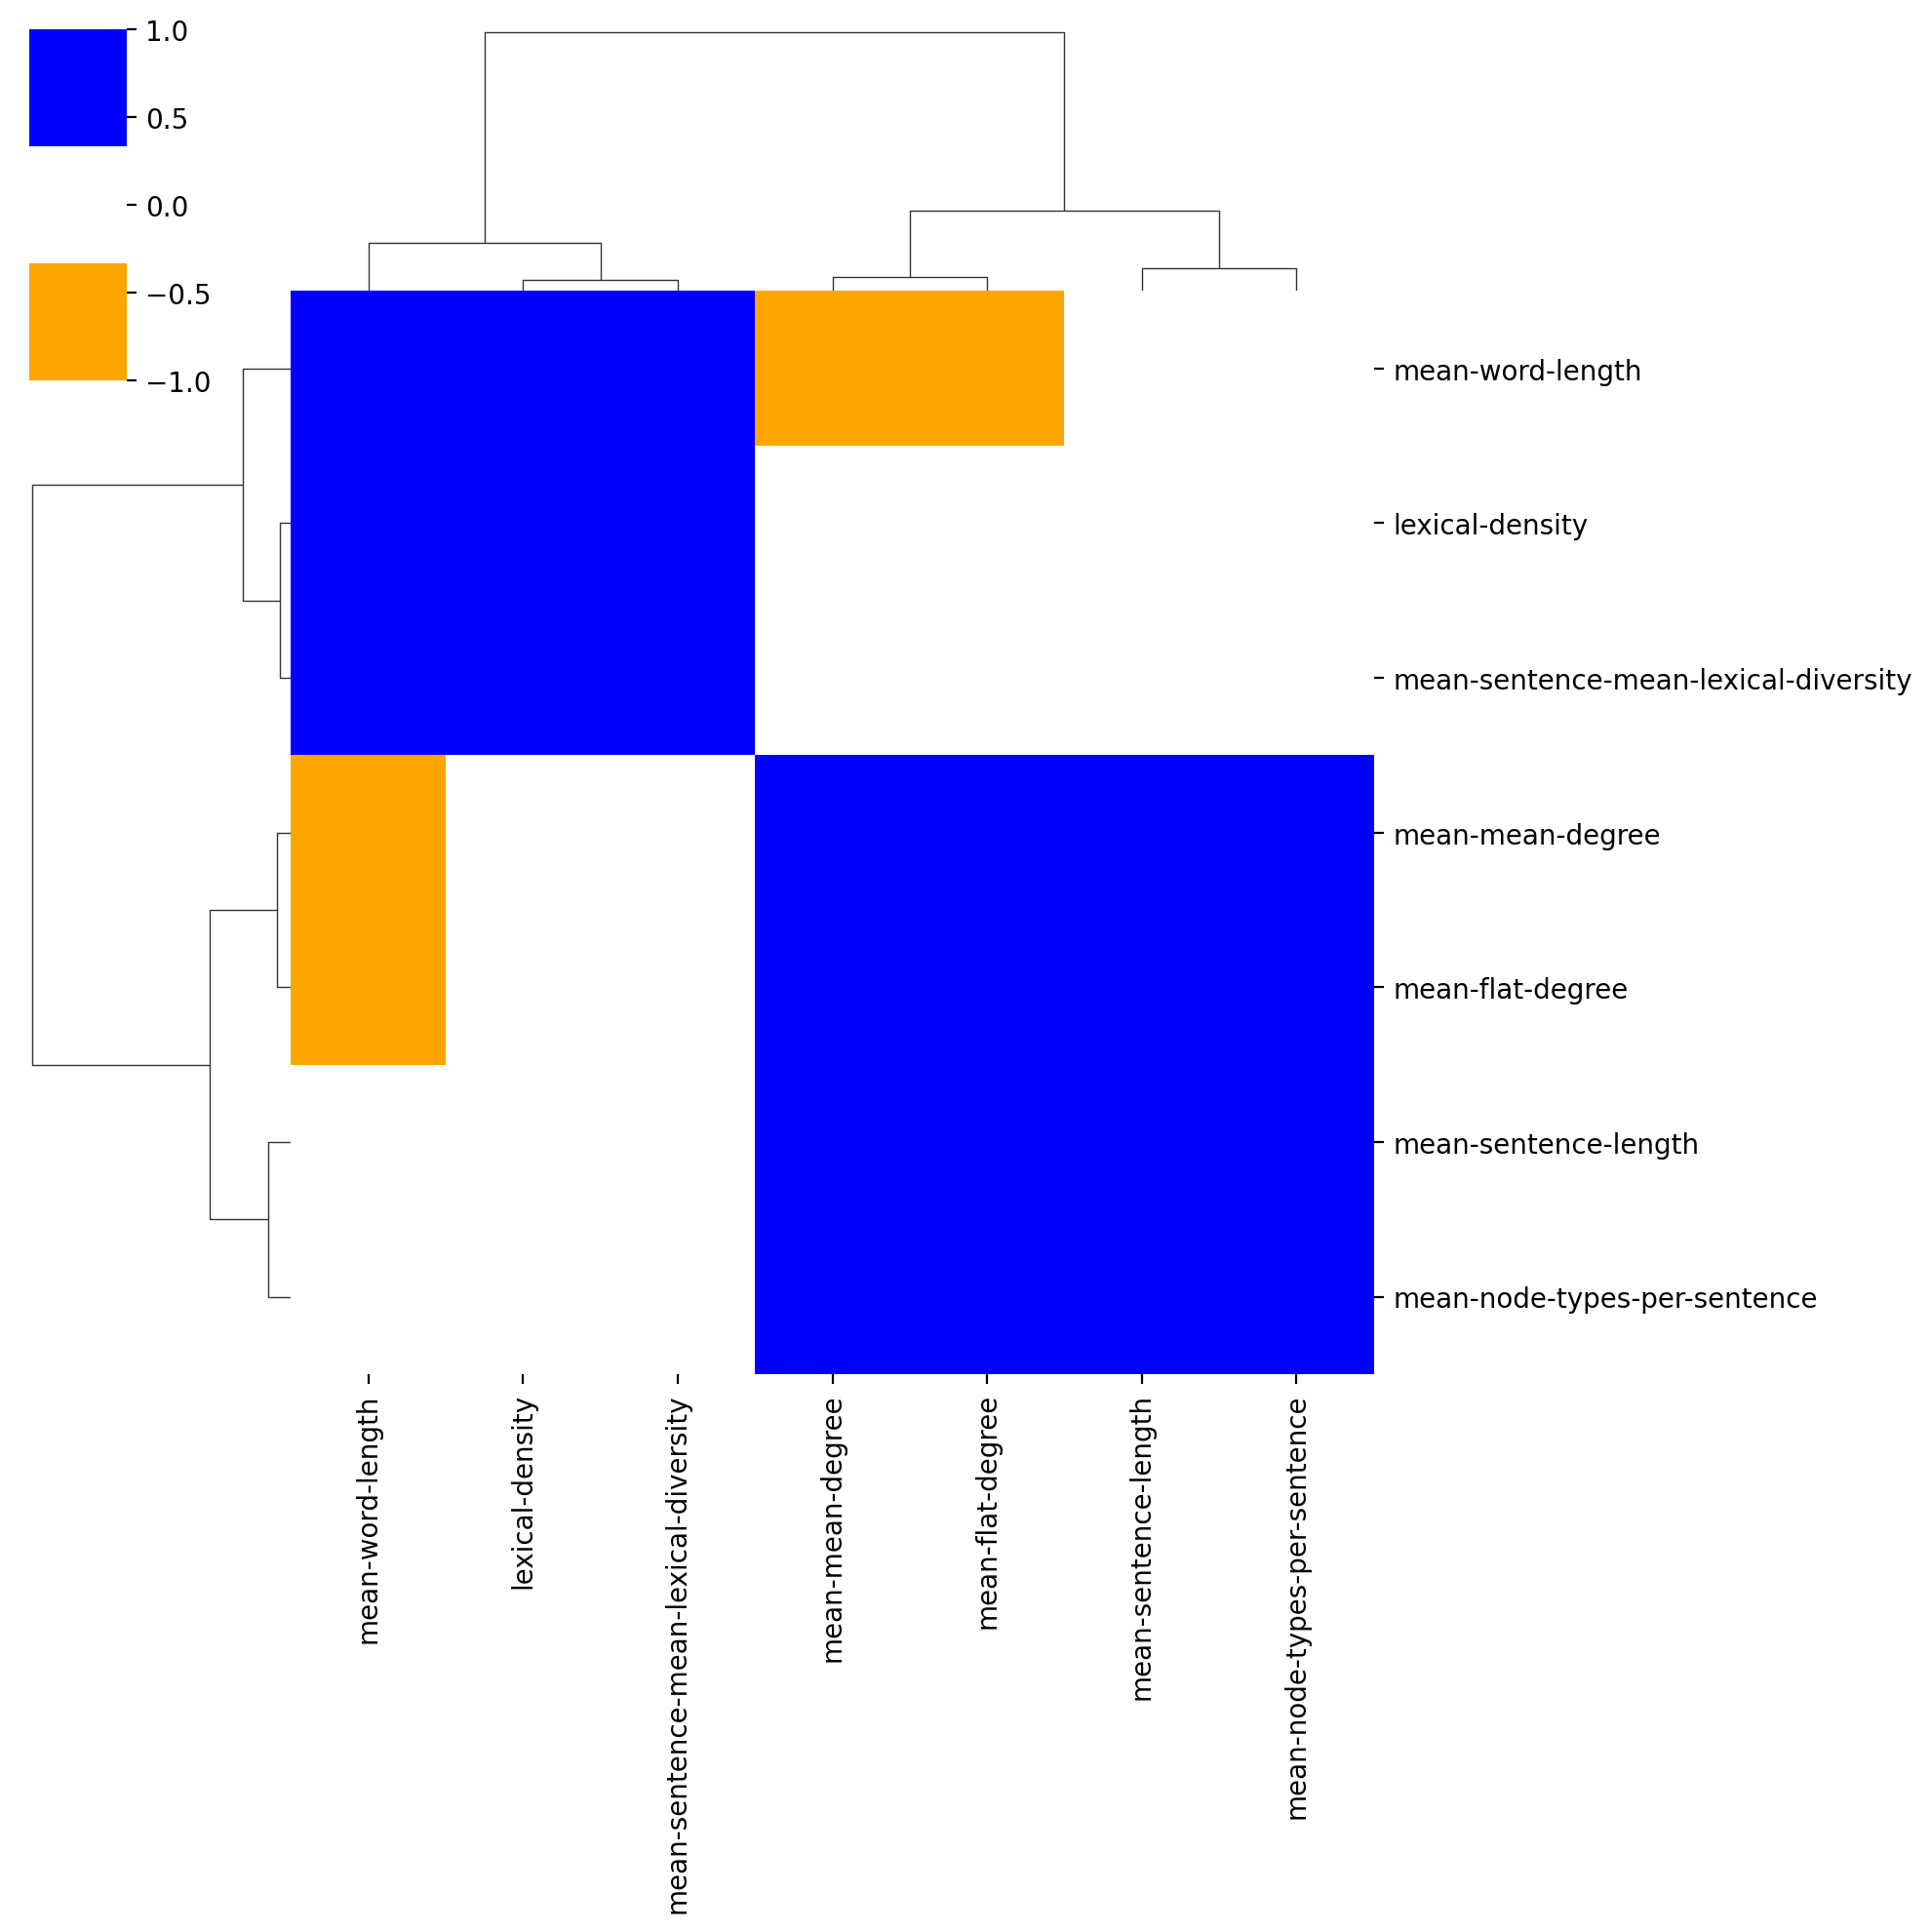 1.0
0.5
0.0
−0.5
−1.0
mean-word-length
lexical-density
mean-sentence-mean-lexical-diversity
mean-mean-degree
mean-flat-degree
mean-sentence-length
mean-node-types-per-sentence
mean-word-length
lexical-density
mean-sentence-mean-lexical-diversity
mean-mean-degree
mean-flat-degree
mean-sentence-length
mean-node-types-per-sentence